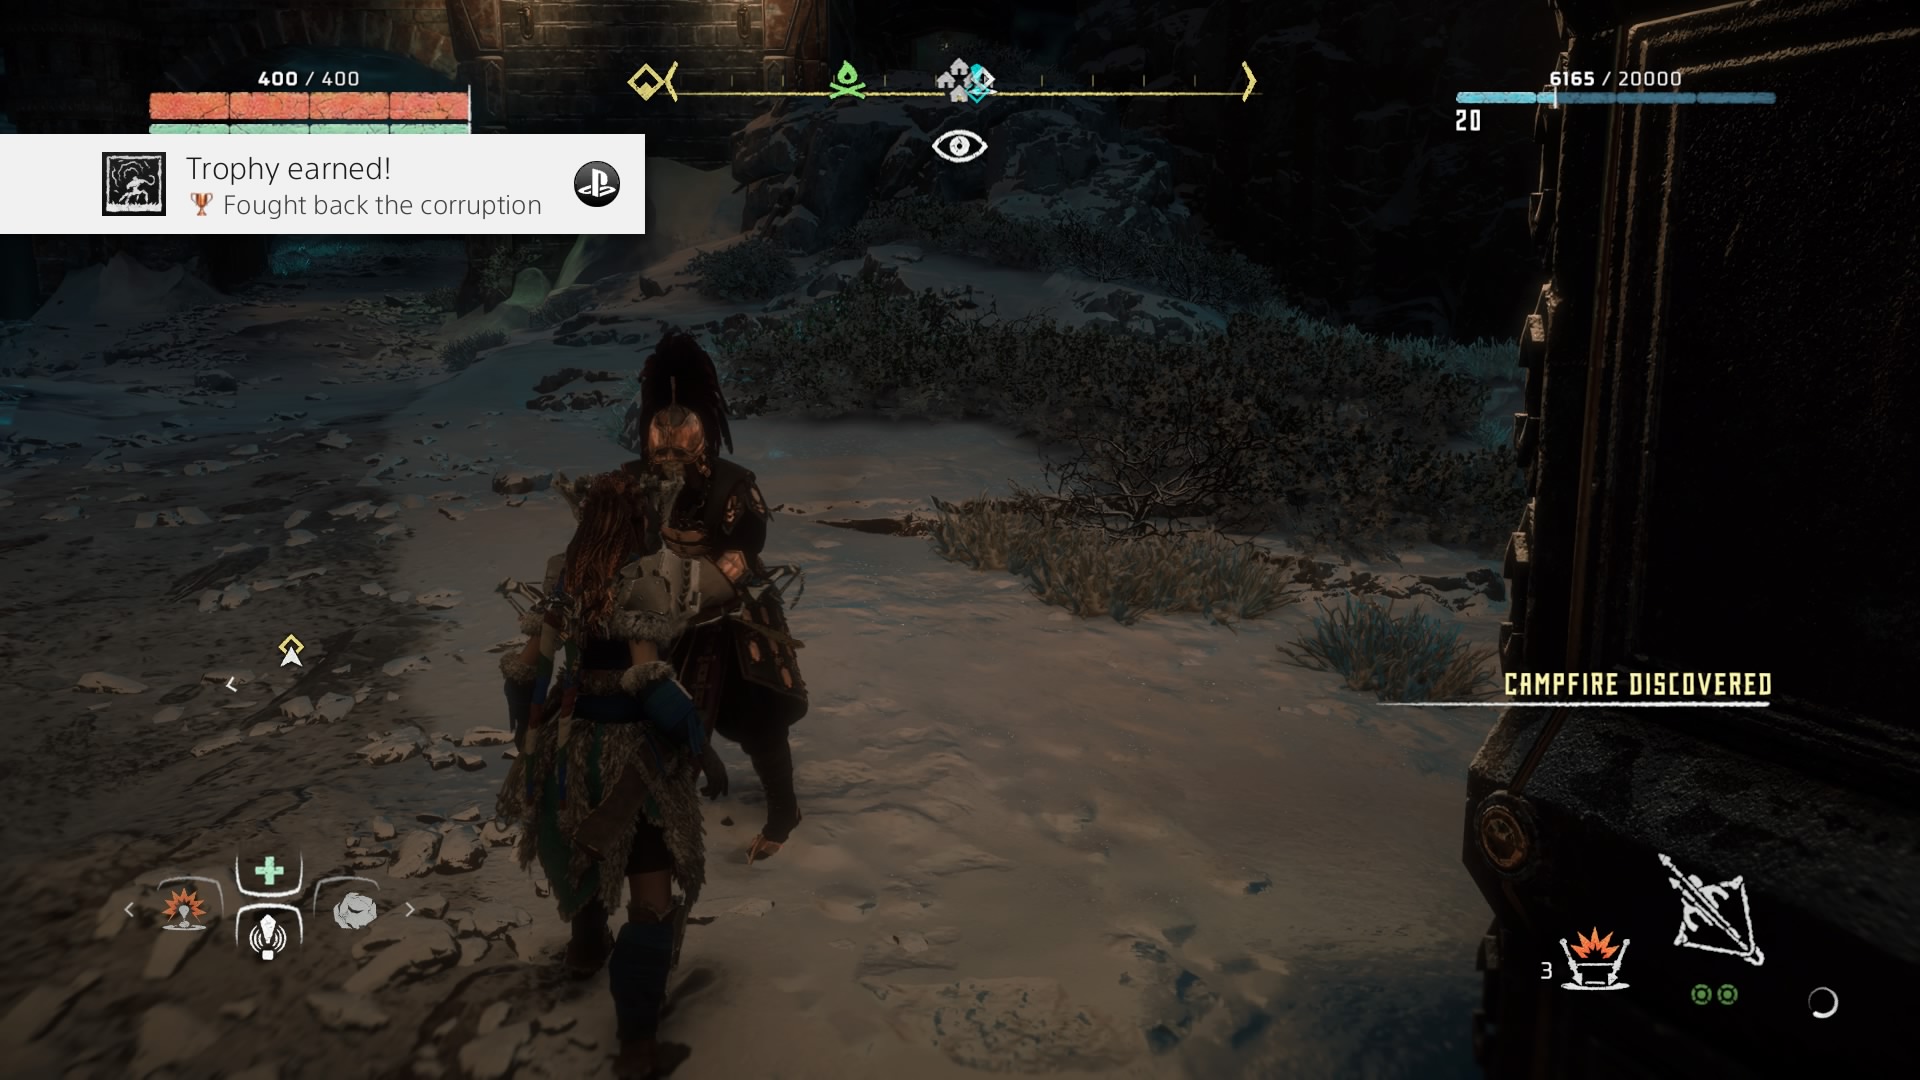 400 / 400
6165 / 20000
20
Trophy earned!
Fought back the corruption
CAMPFIRE DISCOVERED
3